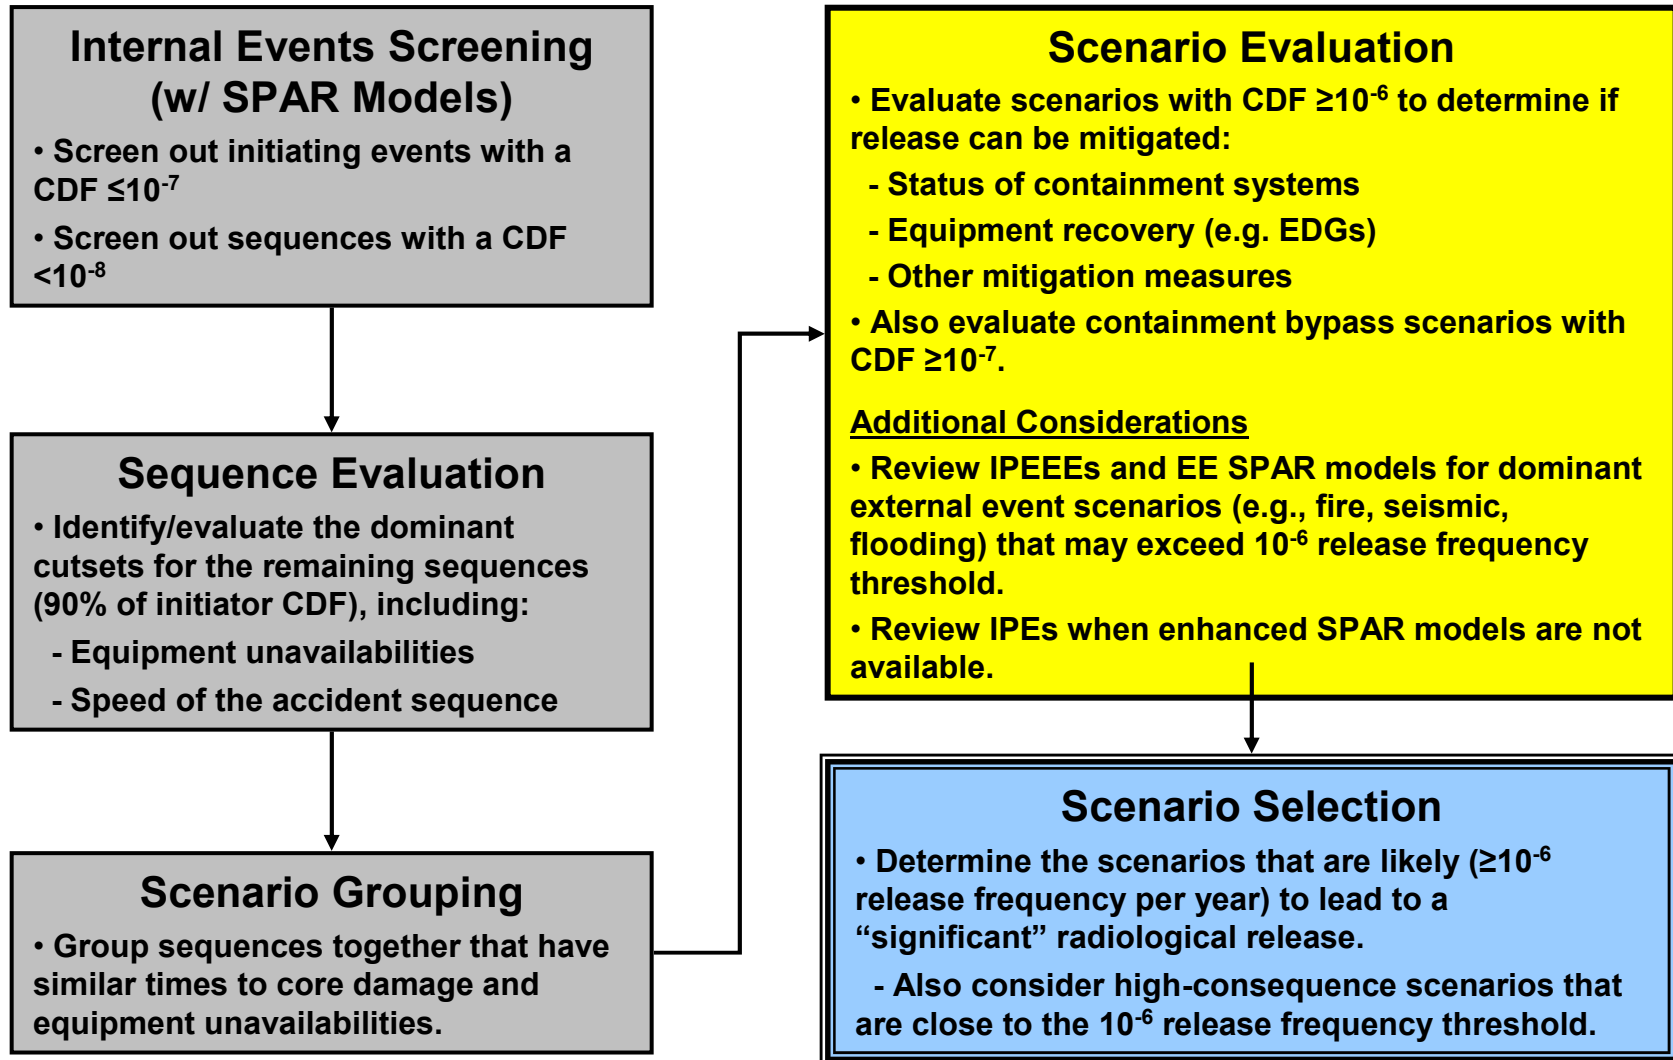 Internal Events Screening
(w/ SPAR Models)
• Screen out initiating events with a
CDF ≤10⁻⁷
• Screen out sequences with a CDF
<10⁻⁸
Sequence Evaluation
• Identify/evaluate the dominant
cutsets for the remaining sequences
(90% of initiator CDF), including:
- Equipment unavailabilities
- Speed of the accident sequence
Scenario Grouping
• Group sequences together that have
similar times to core damage and
equipment unavailabilities.
Scenario Evaluation
• Evaluate scenarios with CDF ≥10⁻⁶ to determine if
release can be mitigated:
- Status of containment systems
- Equipment recovery (e.g. EDGs)
- Other mitigation measures
• Also evaluate containment bypass scenarios with
CDF ≥10⁻⁷.
Additional Considerations
• Review IPEEEs and EE SPAR models for dominant
external event scenarios (e.g., fire, seismic,
flooding) that may exceed 10⁻⁶ release frequency
threshold.
• Review IPEs when enhanced SPAR models are not
available.
Scenario Selection
• Determine the scenarios that are likely (≥10⁻⁶
release frequency per year) to lead to a
“significant” radiological release.
- Also consider high-consequence scenarios that
are close to the 10⁻⁶ release frequency threshold.